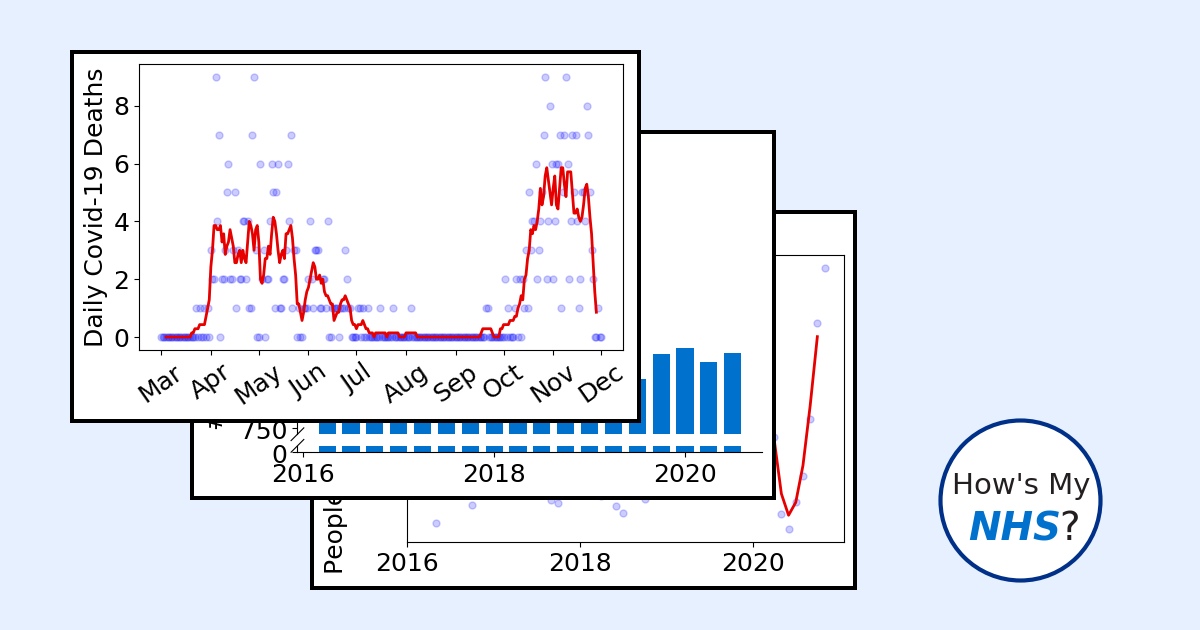 Daily Covid-19 Deaths
8
6
4
2
0
Mar Apr May Jun Jul Aug Sep Oct Nov Dec
750
0
2016 2018 2020
People
2016 2018 2020
How's My
NHS?